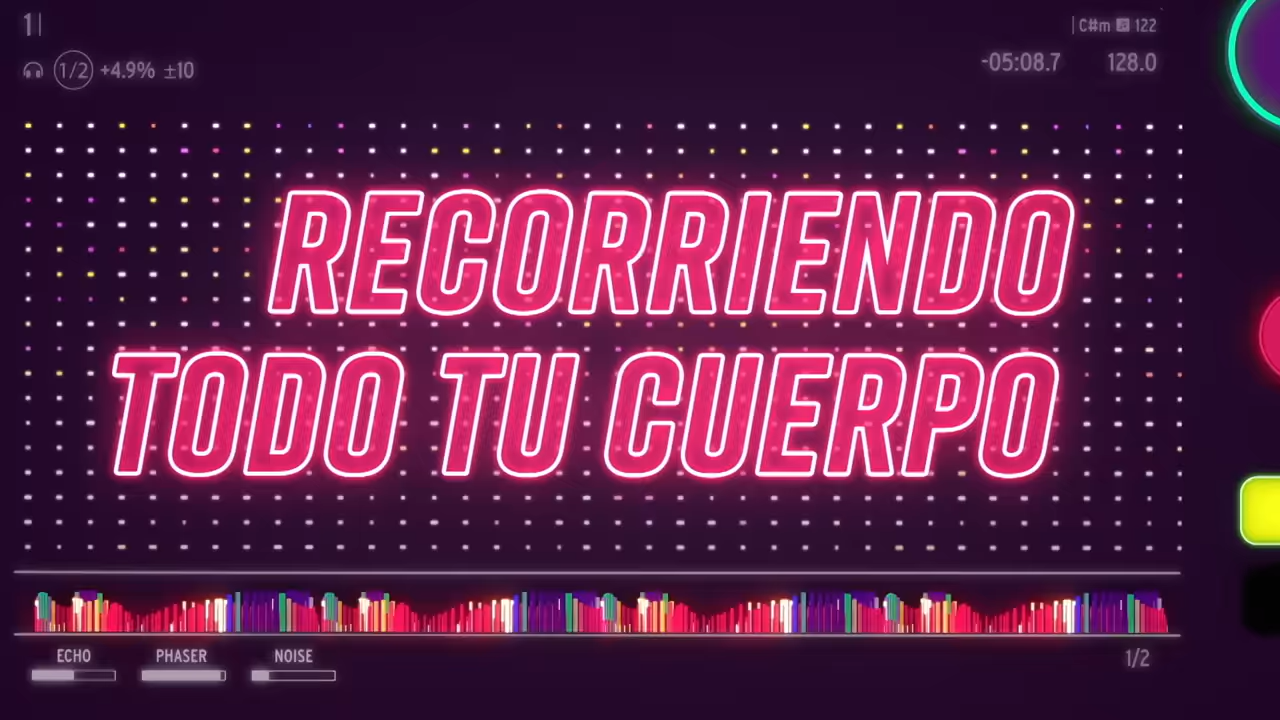 1
C#m 122
1/2 +4.9% ±10
-05:08.7 128.0
RECORRIENDO
TODO TU CUERPO
ECHO PHASER NOISE
1/2